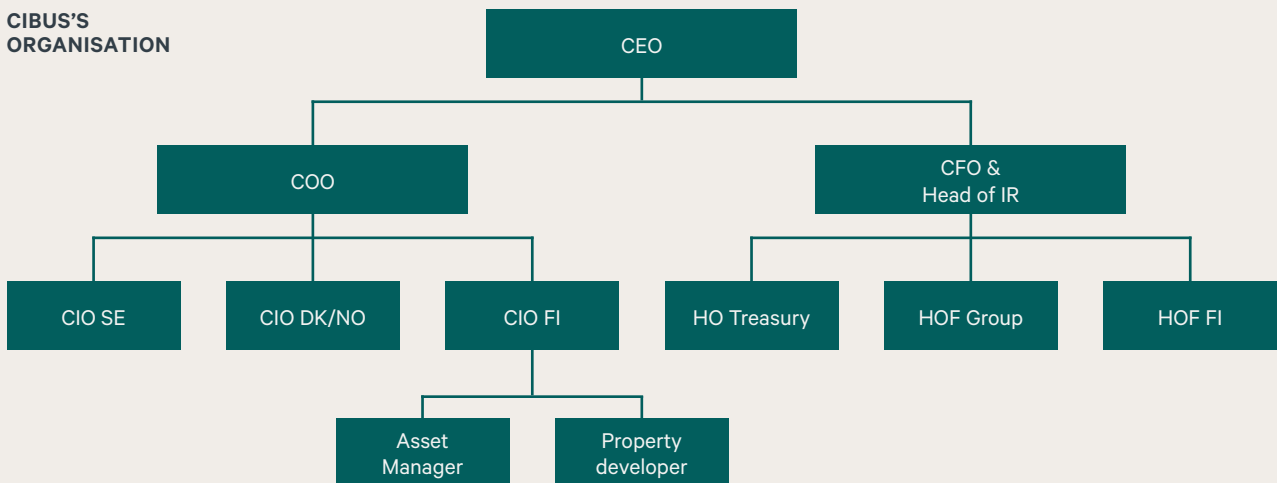 CIBUS’S
ORGANISATION
CEO
COO
CFO &
Head of IR
CIO SE
CIO DK/NO
CIO FI
HO Treasury
HOF Group
HOF FI
Asset
Manager
Property
developer